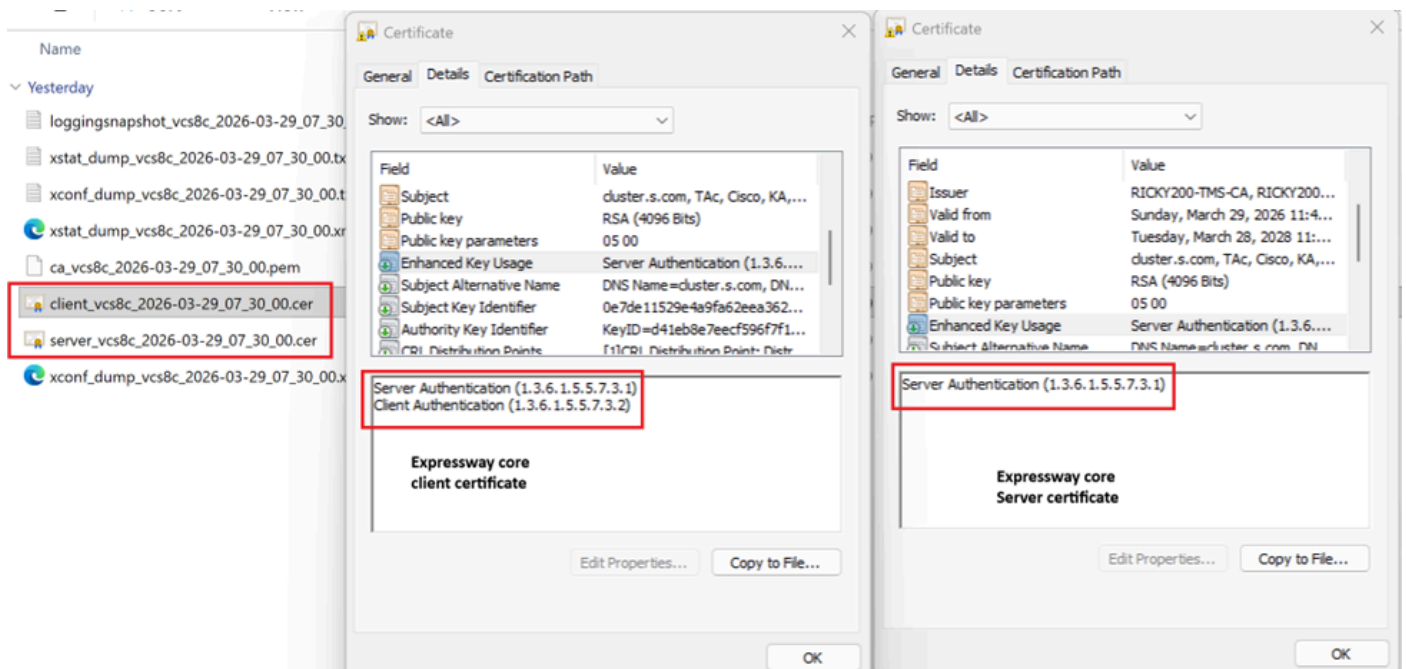 Name
Yesterday
loggingsnapshot_vcs8c_2026-03-29_07_30_
xstat_dump_vcs8c_2026-03-29_07_30_00.tx
xconf_dump_vcs8c_2026-03-29_07_30_00.t
xstat_dump_vcs8c_2026-03-29_07_30_00.xr
ca_vcs8c_2026-03-29_07_30_00.pem
client_vcs8c_2026-03-29_07_30_00.cer
server_vcs8c_2026-03-29_07_30_00.cer
xconf_dump_vcs8c_2026-03-29_07_30_00.x
Certificate
General Details Certification Path
Show: <All>
Field Value
Subject cluster.s.com, TAc, Cisco, KA,...
Public key RSA (4096 Bits)
Public key parameters 05 00
Enhanced Key Usage Server Authentication (1.3.6....
Subject Alternative Name DNS Name=cluster.s.com, DN...
Subject Key Identifier 0e7de11529e4a9fa62eea362...
Authority Key Identifier KeyID=d41eb8e7eecf596f7f1...
CRL Distribution Points [1]CRL Distribution Point: Distr
Server Authentication (1.3.6.1.5.5.7.3.1)
Client Authentication (1.3.6.1.5.5.7.3.2)
Expressway core
client certificate
Edit Properties... Copy to File...
OK
Certificate
General Details Certification Path
Show: <All>
Field Value
Issuer RICKY200-TMS-CA, RICKY200...
Valid from Sunday, March 29, 2026 11:4...
Valid to Tuesday, March 28, 2028 11:...
Subject cluster.s.com, TAc, Cisco, KA,...
Public key RSA (4096 Bits)
Public key parameters 05 00
Enhanced Key Usage Server Authentication (1.3.6....
Subject Alternative Name DNS Name=cluster.s.com, DN
Server Authentication (1.3.6.1.5.5.7.3.1)
Expressway core
Server certificate
Edit Properties... Copy to File...
OK